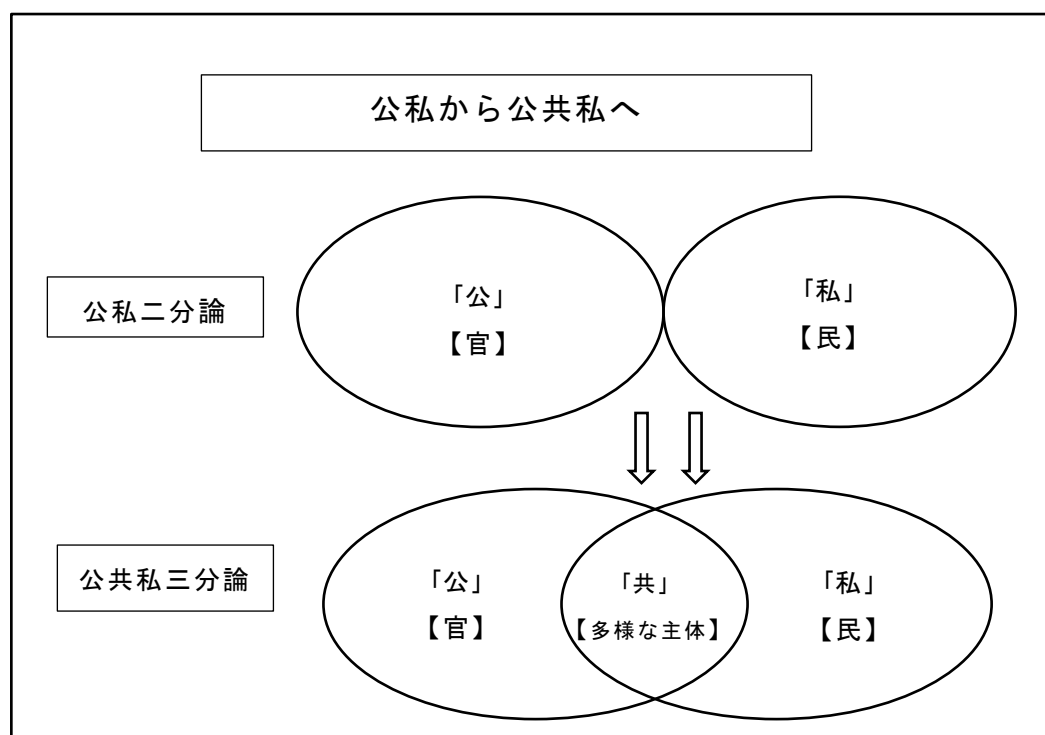 公私から公共私へ
公私二分論
「公」
【官】
「私」
【民】
公共私三分論
「公」
【官】
「共」
【多様な主体】
「私」
【民】